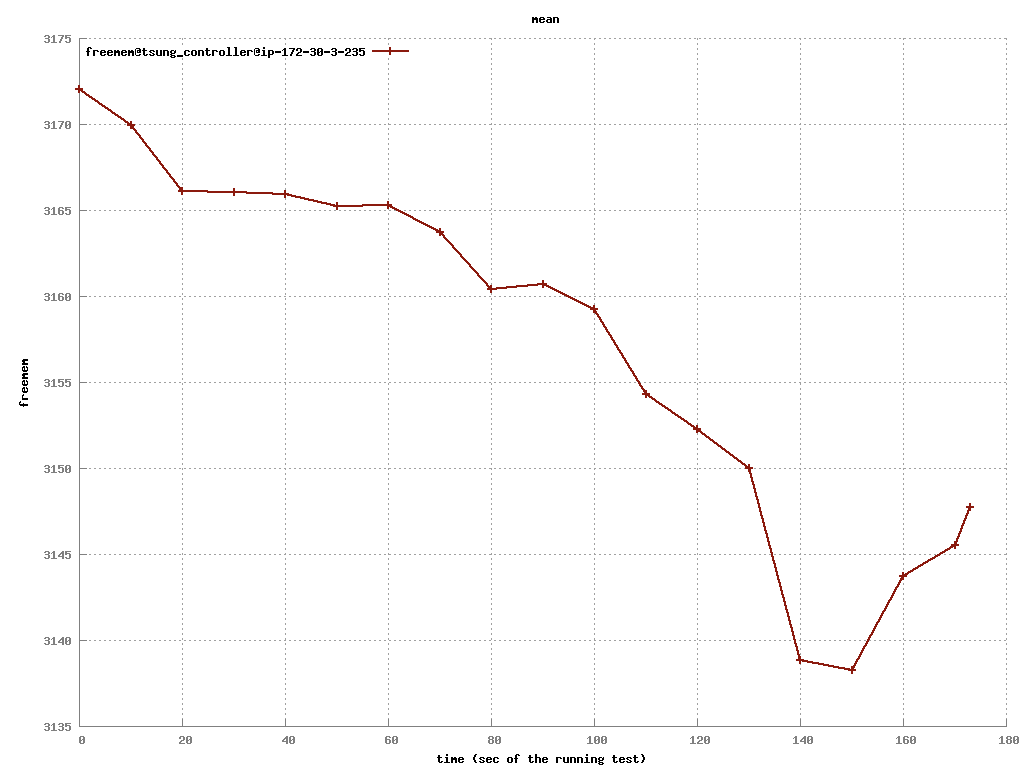 mean
3175
freemem@tsung_controller@ip-172-30-3-235
3170
3165
3160
3155
freemem
3150
3145
3140
3135
0 20 40 60 80 100 120 140 160 180
time (sec of the running test)